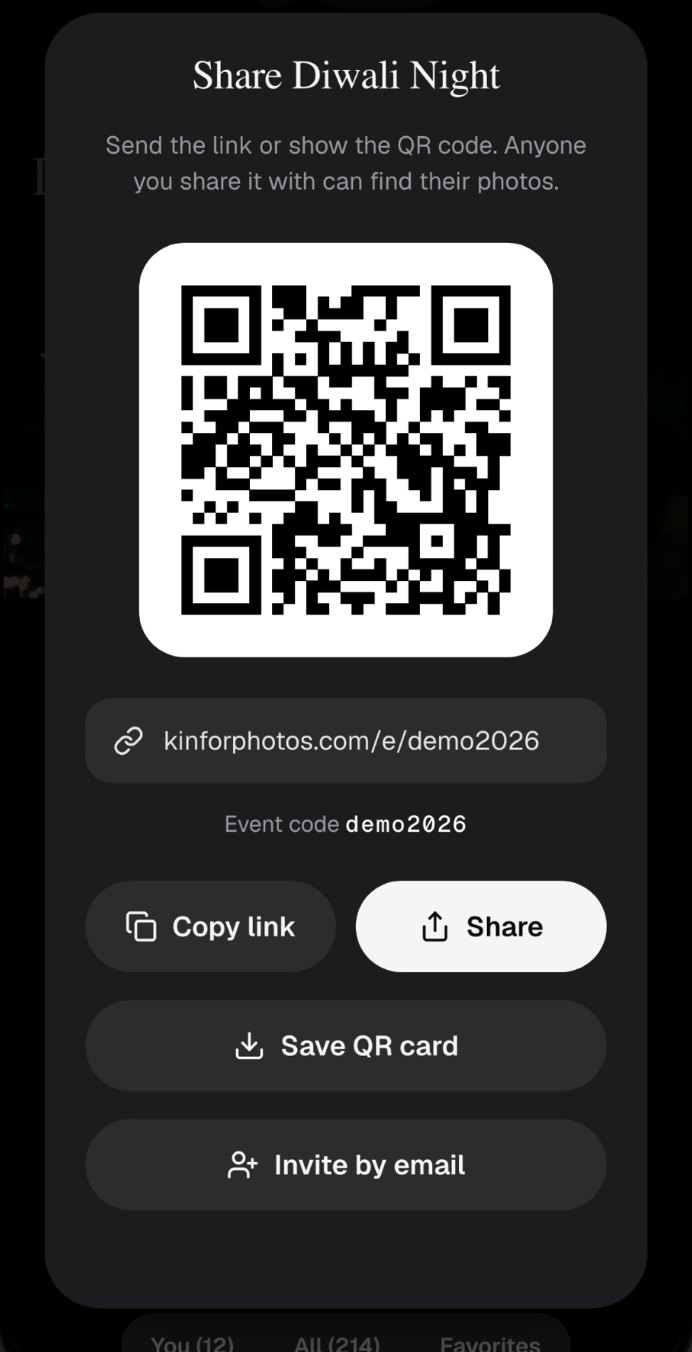 Share Diwali Night
Send the link or show the QR code. Anyone
you share it with can find their photos.
kinforphotos.com/e/demo2026
Event code demo2026
Copy link
Share
Save QR card
Invite by email
You (12) All (214) Favorites